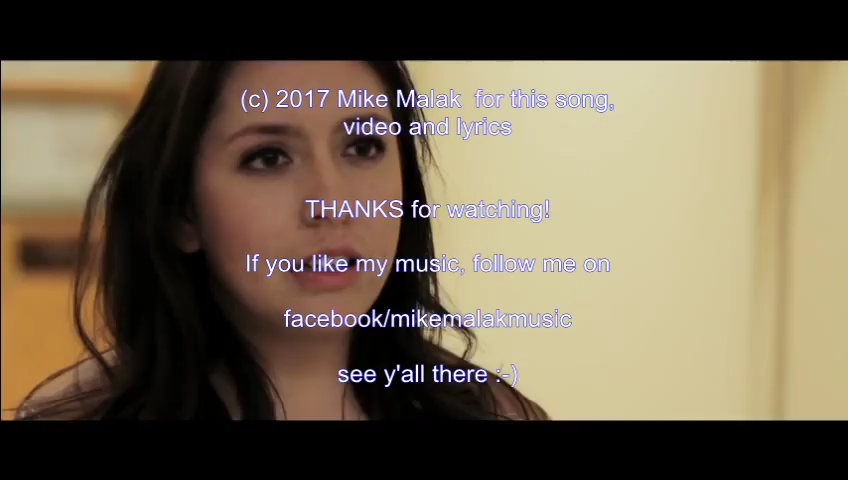 (c) 2017 Mike Malak  for this song,
video and lyrics
THANKS for watching!
If you like my music, follow me on
facebook/mikemalakmusic
see y'all there :-)